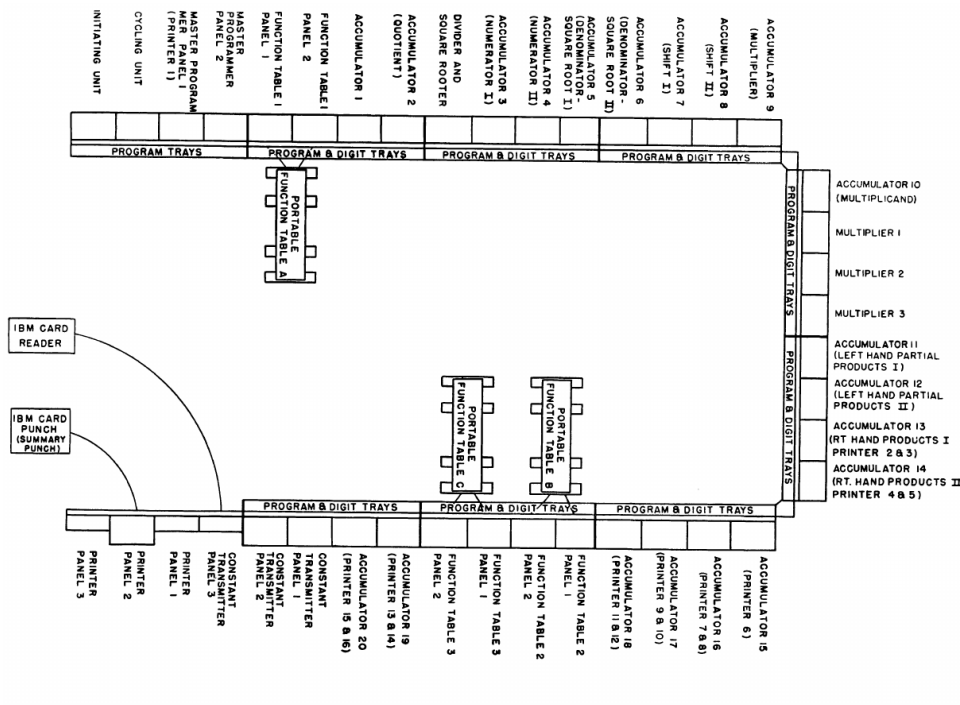 INITIATING UNIT
CYCLING UNIT
MASTER PROGRAM
MER PANEL I
(PRINTER I)
MASTER
PROGRAMMER
PANEL 2
FUNCTION TABLE I
PANEL I
FUNCTION TABLE I
PANEL 2
ACCUMULATOR I
ACCUMULATOR 2
(QUOTIENT)
DIVIDER AND
SQUARE ROOTER
ACCUMULATOR 3
(NUMERATOR I)
ACCUMULATOR 4
(NUMERATOR II)
ACCUMULATOR 5
(DENOMINATOR-
SQUARE ROOT I)
ACCUMULATOR 6
(DENOMINATOR-
SQUARE ROOT II)
ACCUMULATOR 7
(SHIFT I)
ACCUMULATOR 8
(SHIFT II)
ACCUMULATOR 9
(MULTIPLIER)
PROGRAM TRAYS
PROGRAM & DIGIT TRAYS
PROGRAM & DIGIT TRAYS
PROGRAM & DIGIT TRAYS
PORTABLE
FUNCTION TABLE A
PROGRAM & DIGIT TRAYS
PROGRAM & DIGIT TRAYS
ACCUMULATOR 10
(MULTIPLICAND)
MULTIPLIER I
MULTIPLIER 2
MULTIPLIER 3
ACCUMULATOR 11
(LEFT HAND PARTIAL
PRODUCTS I)
ACCUMULATOR 12
(LEFT HAND PARTIAL
PRODUCTS II)
ACCUMULATOR 13
(RT HAND PRODUCTS I
PRINTER 2 & 3)
ACCUMULATOR 14
(RT. HAND PRODUCTS II
PRINTER 4 & 5)
IBM CARD
READER
IBM CARD
PUNCH
(SUMMARY
PUNCH)
PORTABLE
FUNCTION TABLE C
PORTABLE
FUNCTION TABLE B
PROGRAM & DIGIT TRAYS
PROGRAM & DIGIT TRAYS
PROGRAM & DIGIT TRAYS
PRINTER
PANEL 3
PRINTER
PANEL 2
PRINTER
PANEL I
CONSTANT
TRANSMITTER
PANEL 3
CONSTANT
TRANSMITTER
PANEL 2
CONSTANT
TRANSMITTER
PANEL I
ACCUMULATOR 20
(PRINTER 15 & 16)
ACCUMULATOR 19
(PRINTER 13 & 14)
FUNCTION TABLE 3
PANEL 2
FUNCTION TABLE 3
PANEL I
FUNCTION TABLE 2
PANEL 2
FUNCTION TABLE 2
PANEL I
ACCUMULATOR 18
(PRINTER 11 & 12)
ACCUMULATOR 17
(PRINTER 9 & 10)
ACCUMULATOR 16
(PRINTER 7 & 8)
ACCUMULATOR 15
(PRINTER 6)